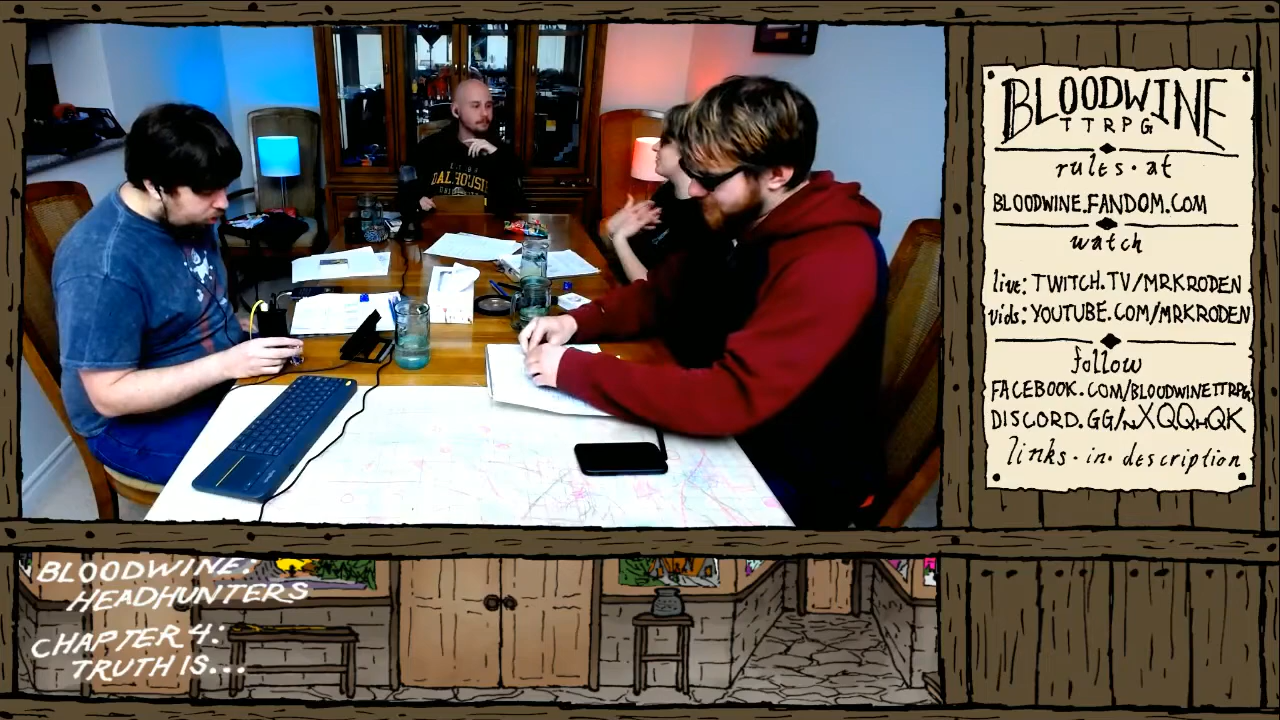 BLOODWINE
TTRPG
rules · at
BLOODWINE.FANDOM.COM
watch
live: TWITCH.TV/MRKRODEN
vids: YOUTUBE.COM/MRKRODEN
follow
FACEBOOK.COM/BLOODWINETTRPG
links · in · description
DALHOUSIE
BLOODWINE:
HEADHUNTERS
CHAPTER 4:
TRUTH IS...